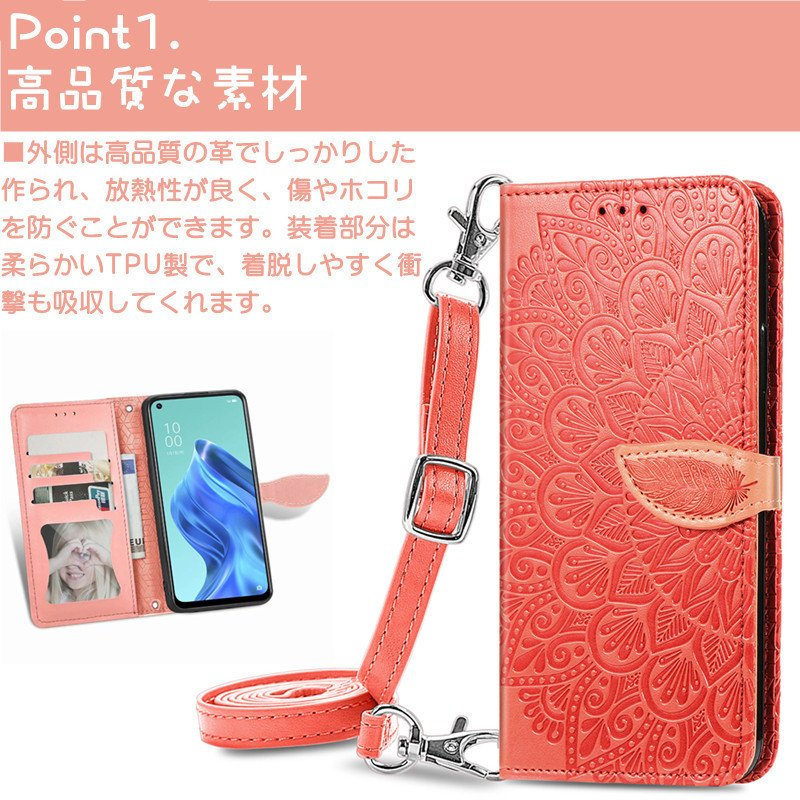 Point1.
高品質な素材
■外側は高品質の革でしっかりした
作られ、放熱性が良く、傷やホコリ
を防ぐことができます。装着部分は
柔らかいTPU製で、着脱しやすく衝
撃も吸収してくれます。
10
00